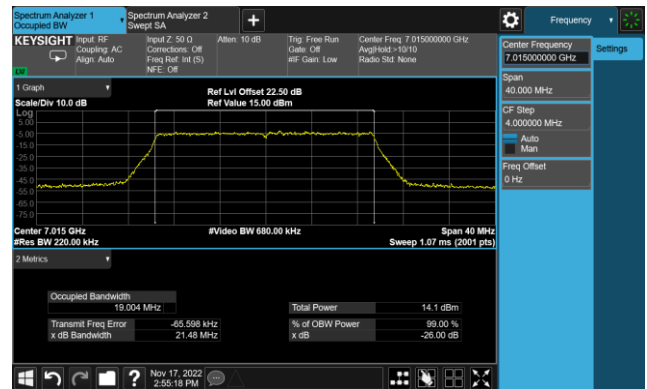 Spectrum Analyzer 1
Occupied BW
Spectrum Analyzer 2
Swept SA
Frequency
KEYSIGHT
Input: RF
Coupling: AC
Align: Auto
Input Z: 50 Ω
Corrections: Off
Freq Ref: Int (S)
NFE: Off
Atten: 10 dB
Trig: Free Run
Gate: Off
#IF Gain: Low
Center Freq: 7.015000000 GHz
Avg|Hold:>10/10
Radio Std: None
Center Frequency
7.015000000 GHz
Settings
Span
40.000 MHz
CF Step
4.000000 MHz
Auto
Man
Freq Offset
0 Hz
1 Graph
Scale/Div 10.0 dB
Ref Lvl Offset 22.50 dB
Ref Value 15.00 dBm
Log
5.00
-5.00
-15.0
-25.0
-35.0
-45.0
-55.0
-65.0
-75.0
Center 7.015 GHz
#Video BW 680.00 kHz
Span 40 MHz
#Res BW 220.00 kHz
Sweep 1.07 ms (2001 pts)
2 Metrics
Occupied Bandwidth
19.004 MHz
Total Power 14.1 dBm
Transmit Freq Error -65.598 kHz
% of OBW Power 99.00 %
x dB Bandwidth 21.48 MHz
x dB -26.00 dB
Nov 17, 2022
2:55:18 PM